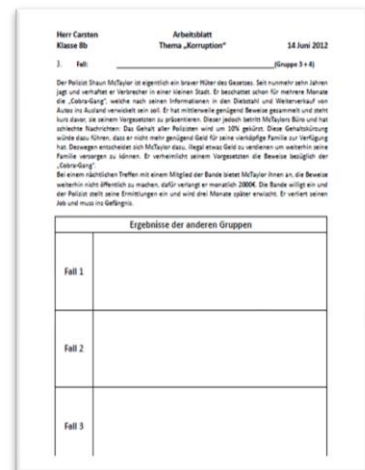 Herr Carsten Arbeitsblatt
Klasse 8b Thema „Korruption" 14 Juni 2012
3. Fall: ______________________________(Gruppe 3 + 4)
Der Polizist Shaun McTaylor ist eigentlich ein braver Hüter des Gesetzes. Seit nunmehr zehn Jahren
jagt und verhaftet er Verbrecher in einer kleinen Stadt. Er beschattet schon für mehrere Monate
die „Cobra-Gang", welche nach seinen Informationen in den Diebstahl und Weiterverkauf von
Autos ins Ausland verwickelt sein soll. Er hat mittlerweile genügend Beweise gesammelt und steht
kurz davor, sie seinem Vorgesetzten zu präsentieren. Dieser jedoch betritt McTaylors Büro und hat
schlechte Nachrichten: Das Gehalt aller Polizisten wird um 10% gekürzt. Diese Gehaltskürzung
würde dazu führen, dass er nicht mehr genügend Geld für seine vierköpfige Familie zur Verfügung
hat. Deswegen entscheidet sich McTaylor dazu, illegal etwas Geld zu verdienen um weiterhin seine
Familie versorgen zu können. Er verheimlicht seinem Vorgesetzten die Beweise bezüglich der
„Cobra-Gang".
Bei einem nächtlichen Treffen mit einem Mitglied der Bande bietet McTaylor ihnen an, die Beweise
weiterhin nicht öffentlich zu machen, dafür verlangt er monatlich 2000€. Die Bande willigt ein und
der Polizist stellt seine Ermittlungen ein und wird drei Monate später erwischt. Er verliert seinen
Job und muss ins Gefängnis.
Ergebnisse der anderen Gruppen
Fall 1
Fall 2
Fall 3